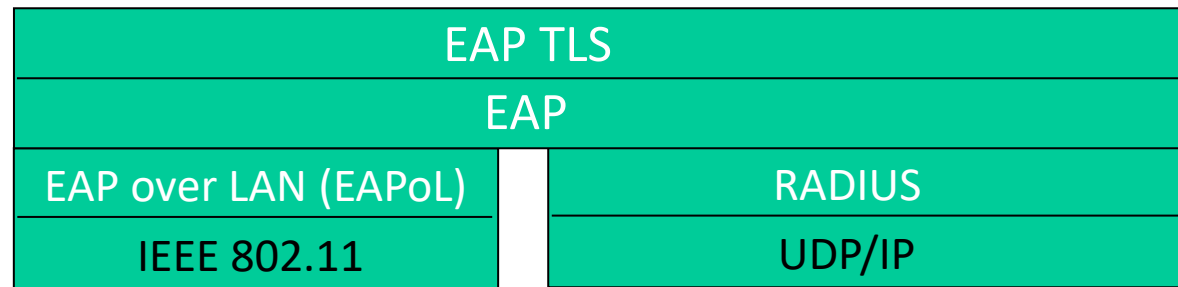 EAP TLS
EAP
EAP over LAN (EAPoL)
RADIUS
IEEE 802.11
UDP/IP